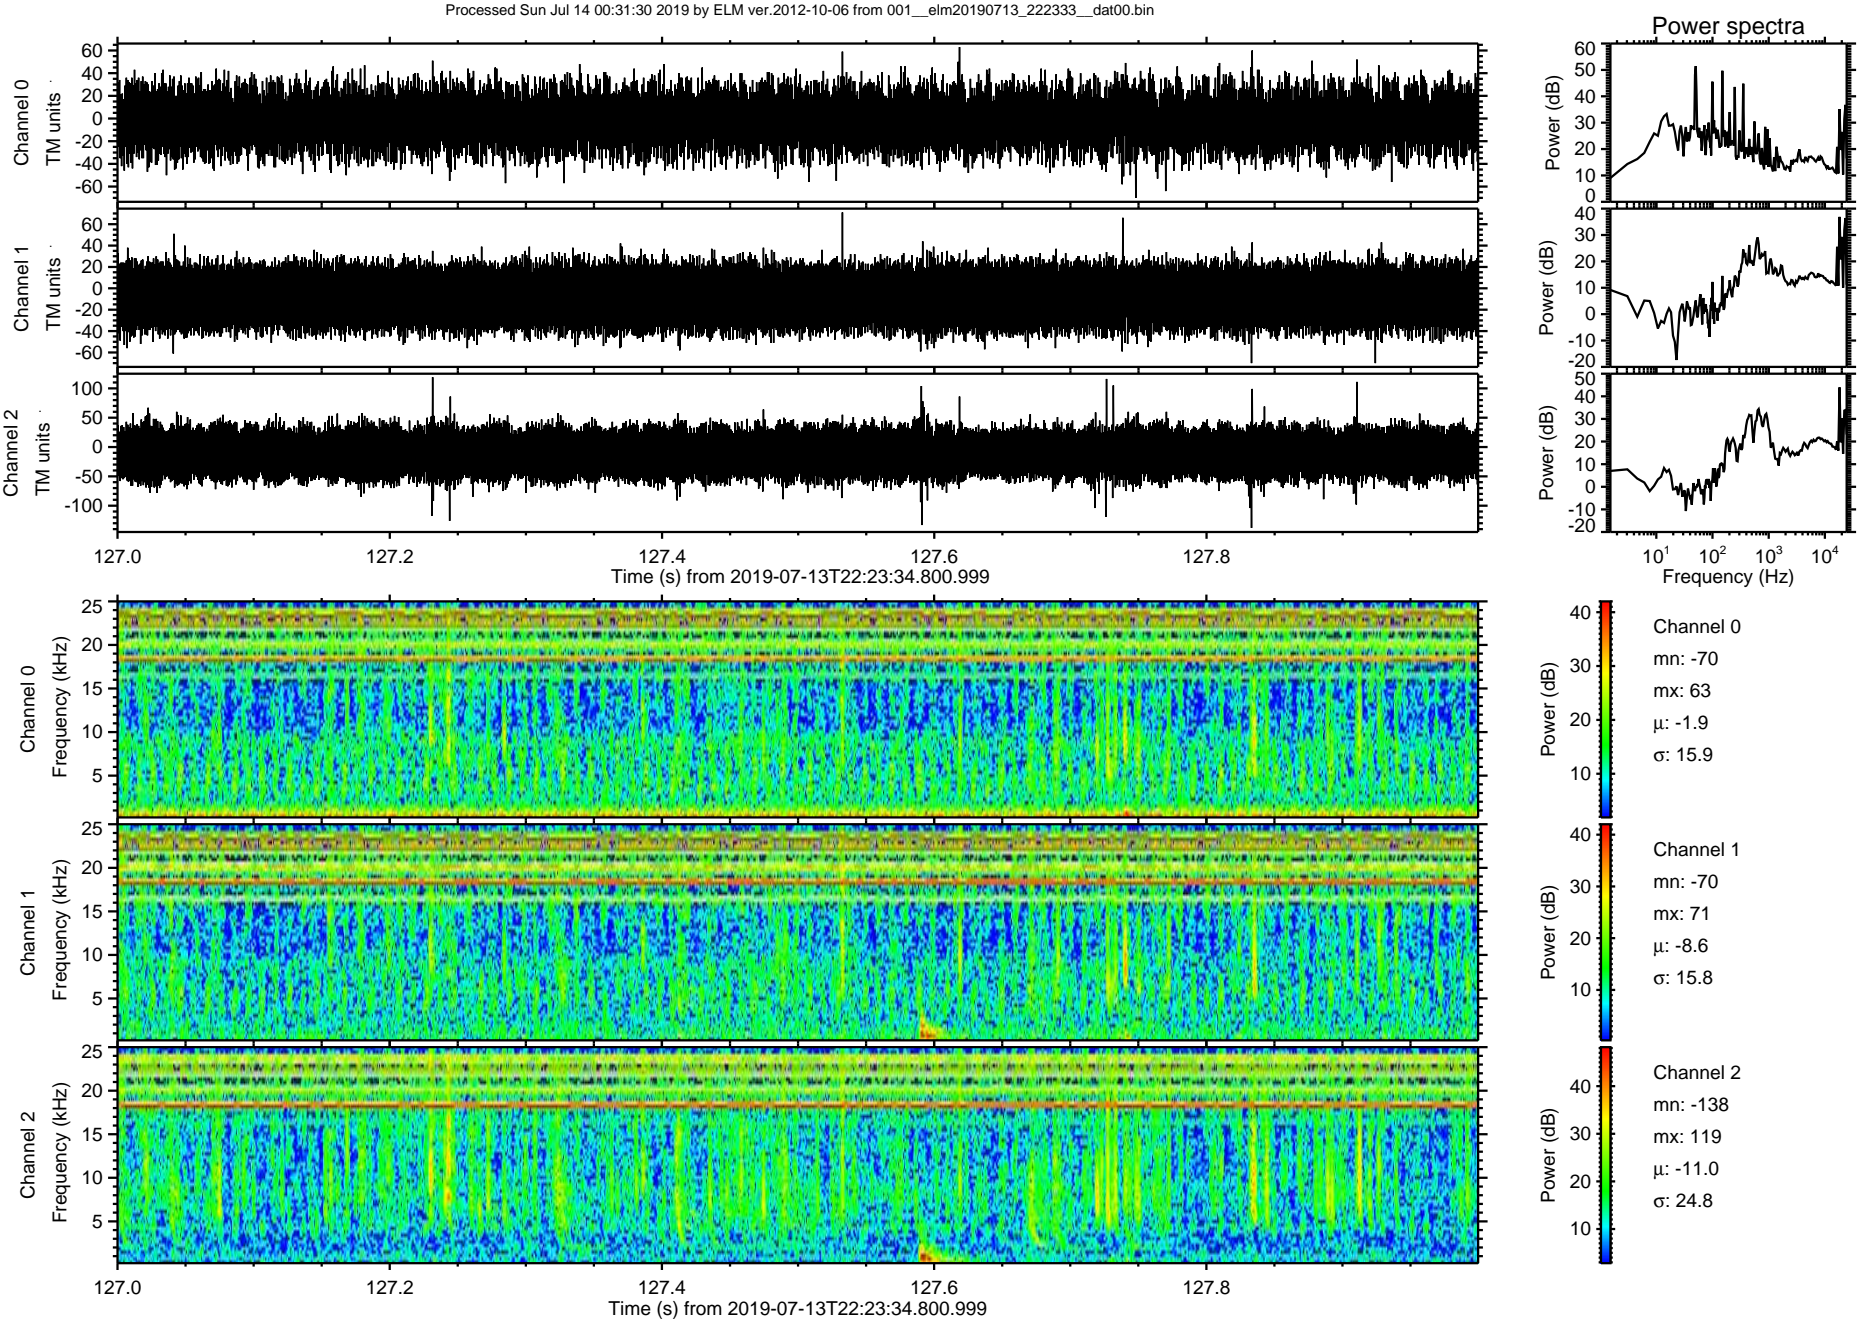 Processed Sun Jul 14 00:31:30 2019 by ELM ver.2012-10-06 from 001__elm20190713_222333__dat00.bin
Power spectra
Channel 0
TM units
60
40
20
0
-20
-40
-60
Power (dB)
60
50
40
30
20
10
0
Channel 1
TM units
60
40
20
0
-20
-40
-60
Power (dB)
40
30
20
10
0
-10
-20
Channel 2
TM units
100
50
0
-50
-100
Power (dB)
50
40
30
20
10
0
-10
-20
127.0 127.2 127.4 127.6 127.8
Time (s) from 2019-07-13T22:23:34.800.999
10¹ 10² 10³ 10⁴
Frequency (Hz)
Channel 0
Frequency (kHz)
25
20
15
10
5
Power (dB)
40
30
20
10
Channel 0
mn: -70
mx: 63
μ: -1.9
σ: 15.9
Channel 1
Frequency (kHz)
25
20
15
10
5
Power (dB)
40
30
20
10
Channel 1
mn: -70
mx: 71
μ: -8.6
σ: 15.8
Channel 2
Frequency (kHz)
25
20
15
10
5
Power (dB)
40
30
20
10
Channel 2
mn: -138
mx: 119
μ: -11.0
σ: 24.8
127.0 127.2 127.4 127.6 127.8
Time (s) from 2019-07-13T22:23:34.800.999